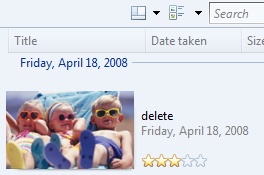 Search
Title Date taken Size
Friday, April 18, 2008
delete
Friday, April 18, 2008